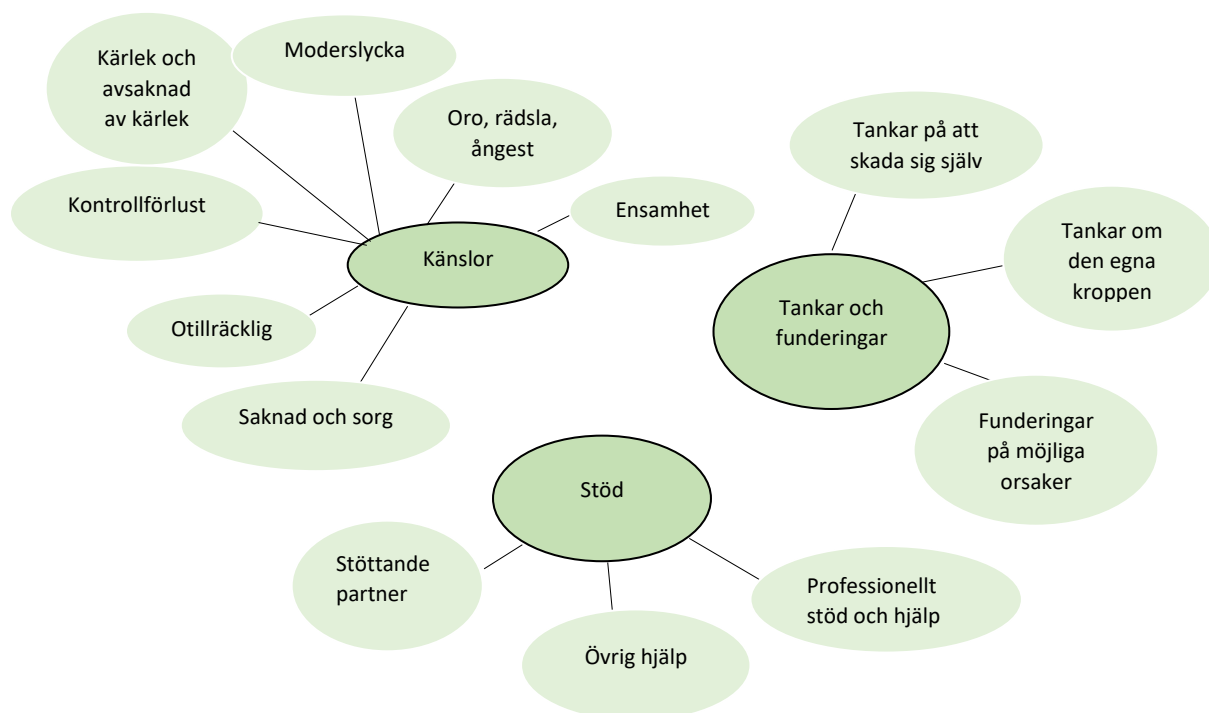 Kärlek och
avsaknad
av kärlek
Moderslycka
Oro, rädsla,
ångest
Kontrollförlust
Ensamhet
Känslor
Otillräcklig
Saknad och sorg
Tankar på att
skada sig själv
Tankar om
den egna
kroppen
Tankar och
funderingar
Funderingar
på möjliga
orsaker
Stöd
Stöttande
partner
Övrig hjälp
Professionellt
stöd och hjälp